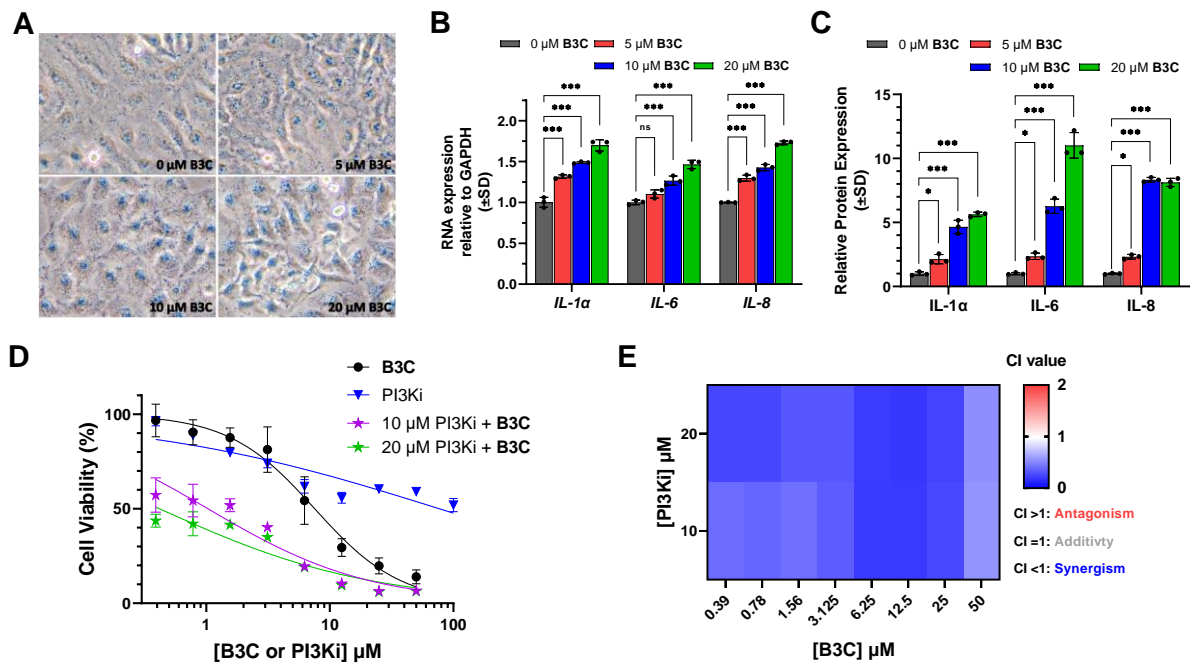 A
0 μM B3C
5 μM B3C
10 μM B3C
20 μM B3C
B
0 μM B3C
5 μM B3C
10 μM B3C
20 μM B3C
RNA expression
relative to GAPDH
(±SD)
2.0
1.5
1.0
0.5
0.0
***
***
***
***
***
ns
***
***
***
IL-1α
IL-6
IL-8
C
0 μM B3C
5 μM B3C
10 μM B3C
20 μM B3C
Relative Protein Expression
(±SD)
15
10
5
0
***
***
*
***
***
*
***
***
*
IL-1α
IL-6
IL-8
D
B3C
PI3Ki
10 μM PI3Ki + B3C
20 μM PI3Ki + B3C
Cell Viability (%)
100
50
0
1
10
100
[B3C or PI3Ki] μM
E
[PI3Ki] μM
20
10
0.39
0.78
1.56
3.125
6.25
12.5
25
50
[B3C] μM
CI value
2
1
0
CI >1: Antagonism
CI =1: Additivty
CI <1: Synergism